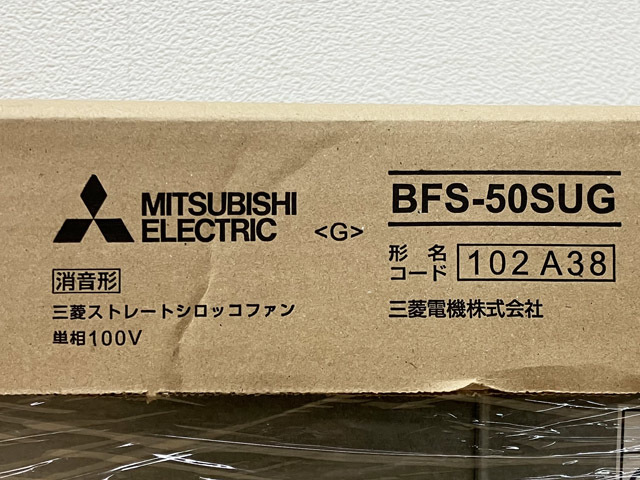 MITSUBISHI
ELECTRIC
<G>
BFS-50SUG
形名
コード
102 A38
消音形
三菱ストレートシロッコファン
単相100V
三菱電機株式会社